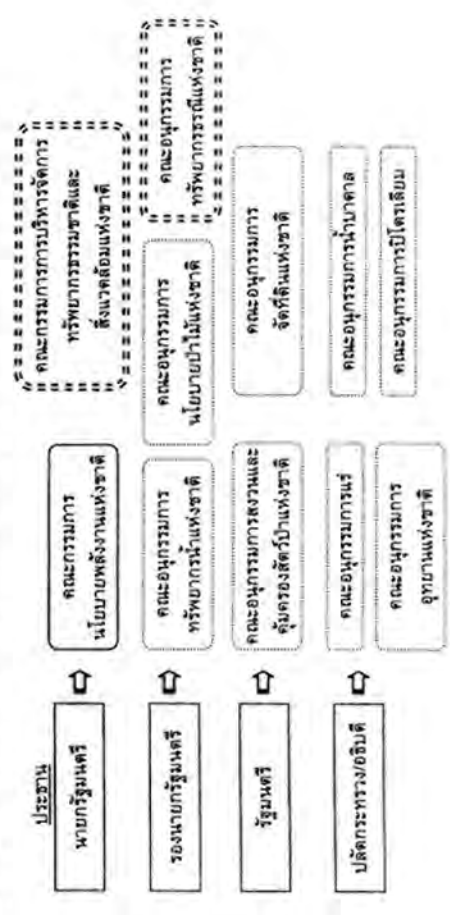 ประธาน
นายกรัฐมนตรี
คณะกรรมการ
นโยบายพลังงานแห่งชาติ
คณะกรรมการการบริหารจัดการ
ทรัพยากรธรรมชาติและ
สิ่งแวดล้อมแห่งชาติ
รองนายกรัฐมนตรี
คณะอนุกรรมการ
ทรัพยากรน้ำแห่งชาติ
คณะอนุกรรมการ
นโยบายป่าไม้แห่งชาติ
คณะอนุกรรมการ
ทรัพยากรธรณีแห่งชาติ
รัฐมนตรี
คณะอนุกรรมการสงวนและ
คุ้มครองสัตว์ป่าแห่งชาติ
คณะอนุกรรมการ
จัดที่ดินแห่งชาติ
ปลัดกระทรวง/อธิบดี
คณะอนุกรรมการแร่
คณะอนุกรรมการน้ำบาดาล
คณะอนุกรรมการ
อุทยานแห่งชาติ
คณะอนุกรรมการปิโตรเลียม